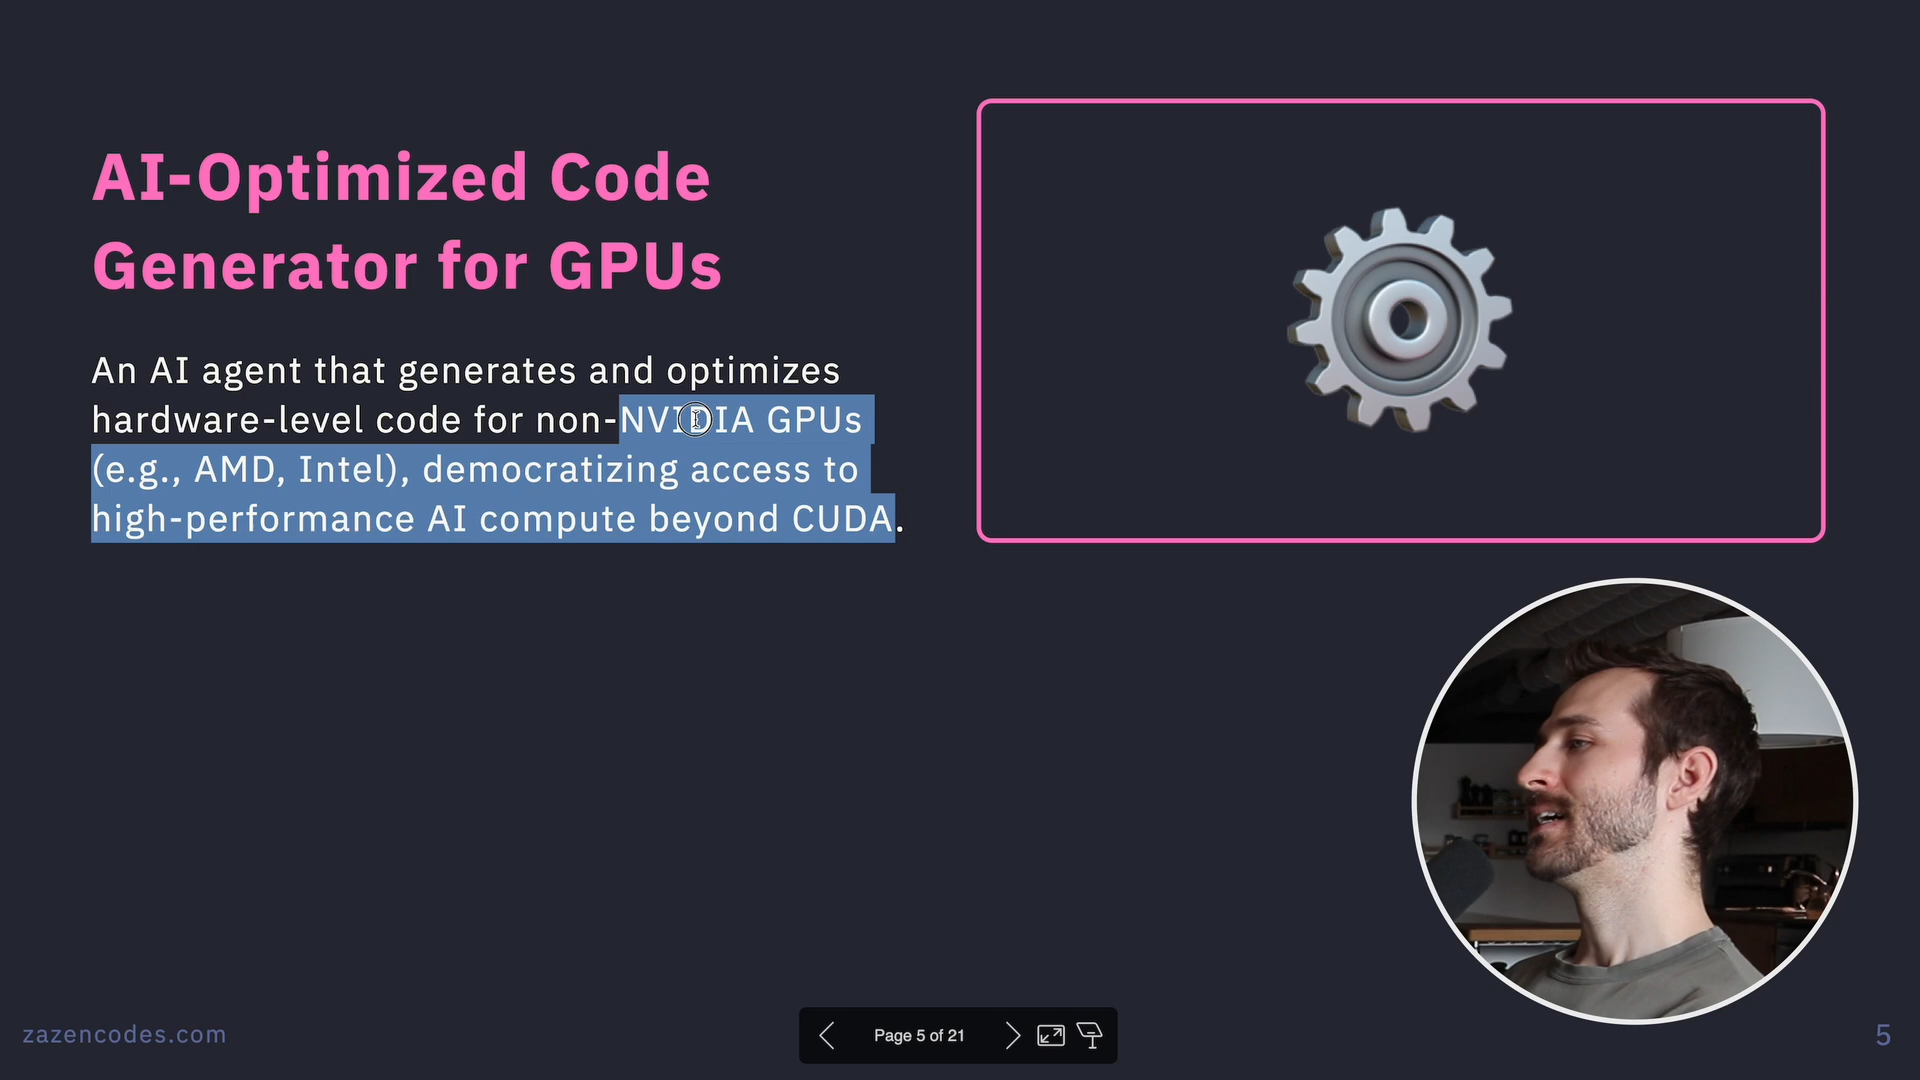 AI-Optimized Code
Generator for GPUs
An AI agent that generates and optimizes
hardware-level code for non-NVIDIA GPUs
(e.g., AMD, Intel), democratizing access to
high-performance AI compute beyond CUDA.
zazencodes.com
Page 5 of 21
5